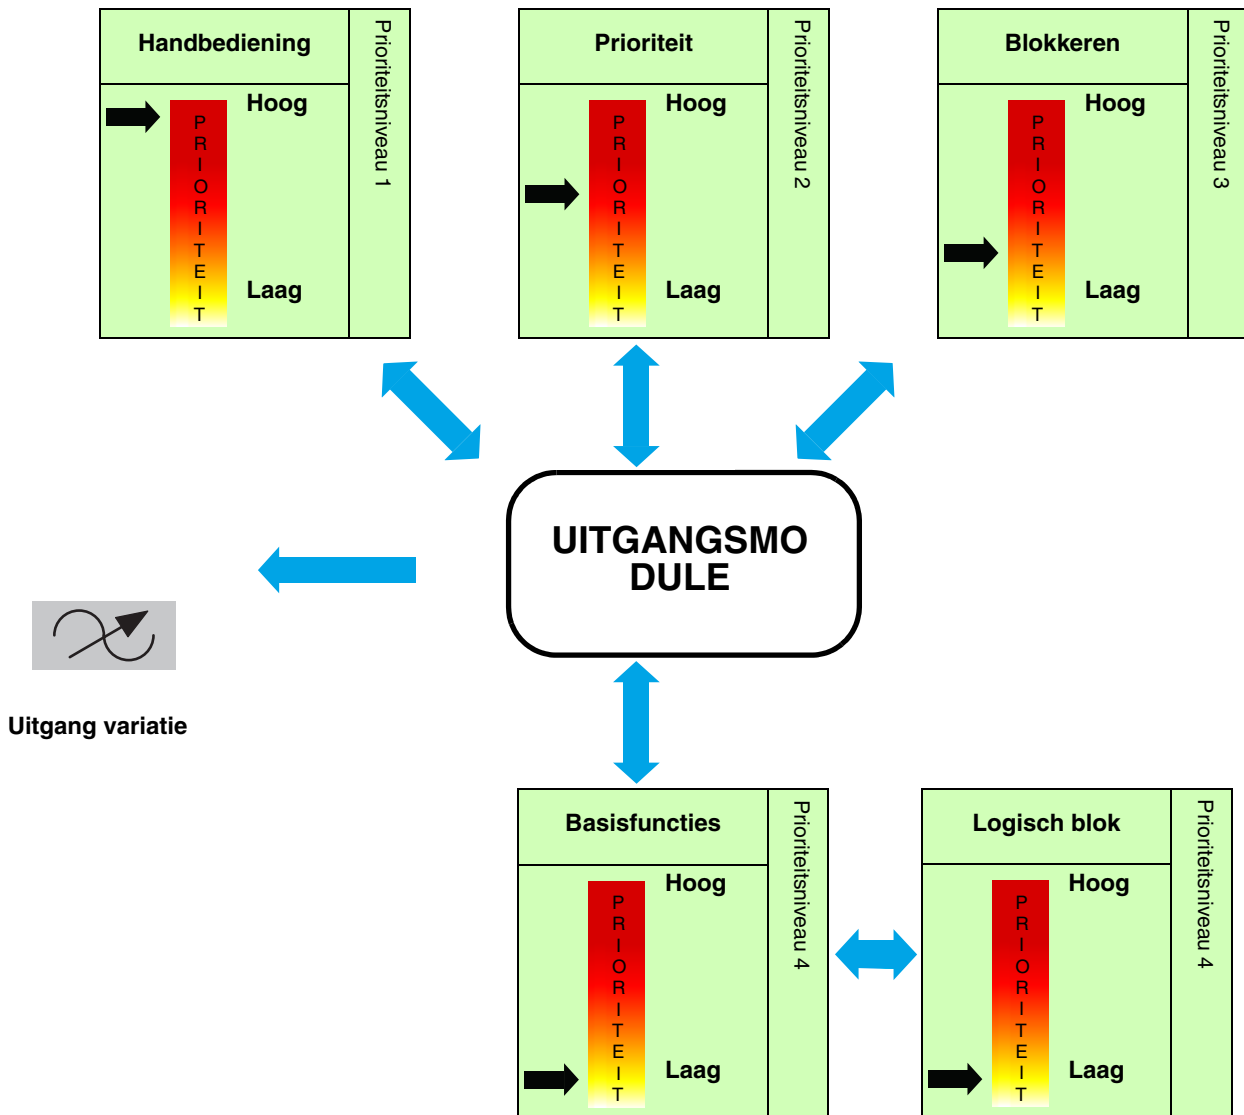 Handbediening
Prioriteitsniveau 1
Hoog
PRIORITEIT
Laag
Prioriteit
Prioriteitsniveau 2
Hoog
PRIORITEIT
Laag
Blokkeren
Prioriteitsniveau 3
Hoog
PRIORITEIT
Laag
UITGANGSMO
DULE
Uitgang variatie
Basisfuncties
Prioriteitsniveau 4
Hoog
PRIORITEIT
Laag
Logisch blok
Prioriteitsniveau 4
Hoog
PRIORITEIT
Laag